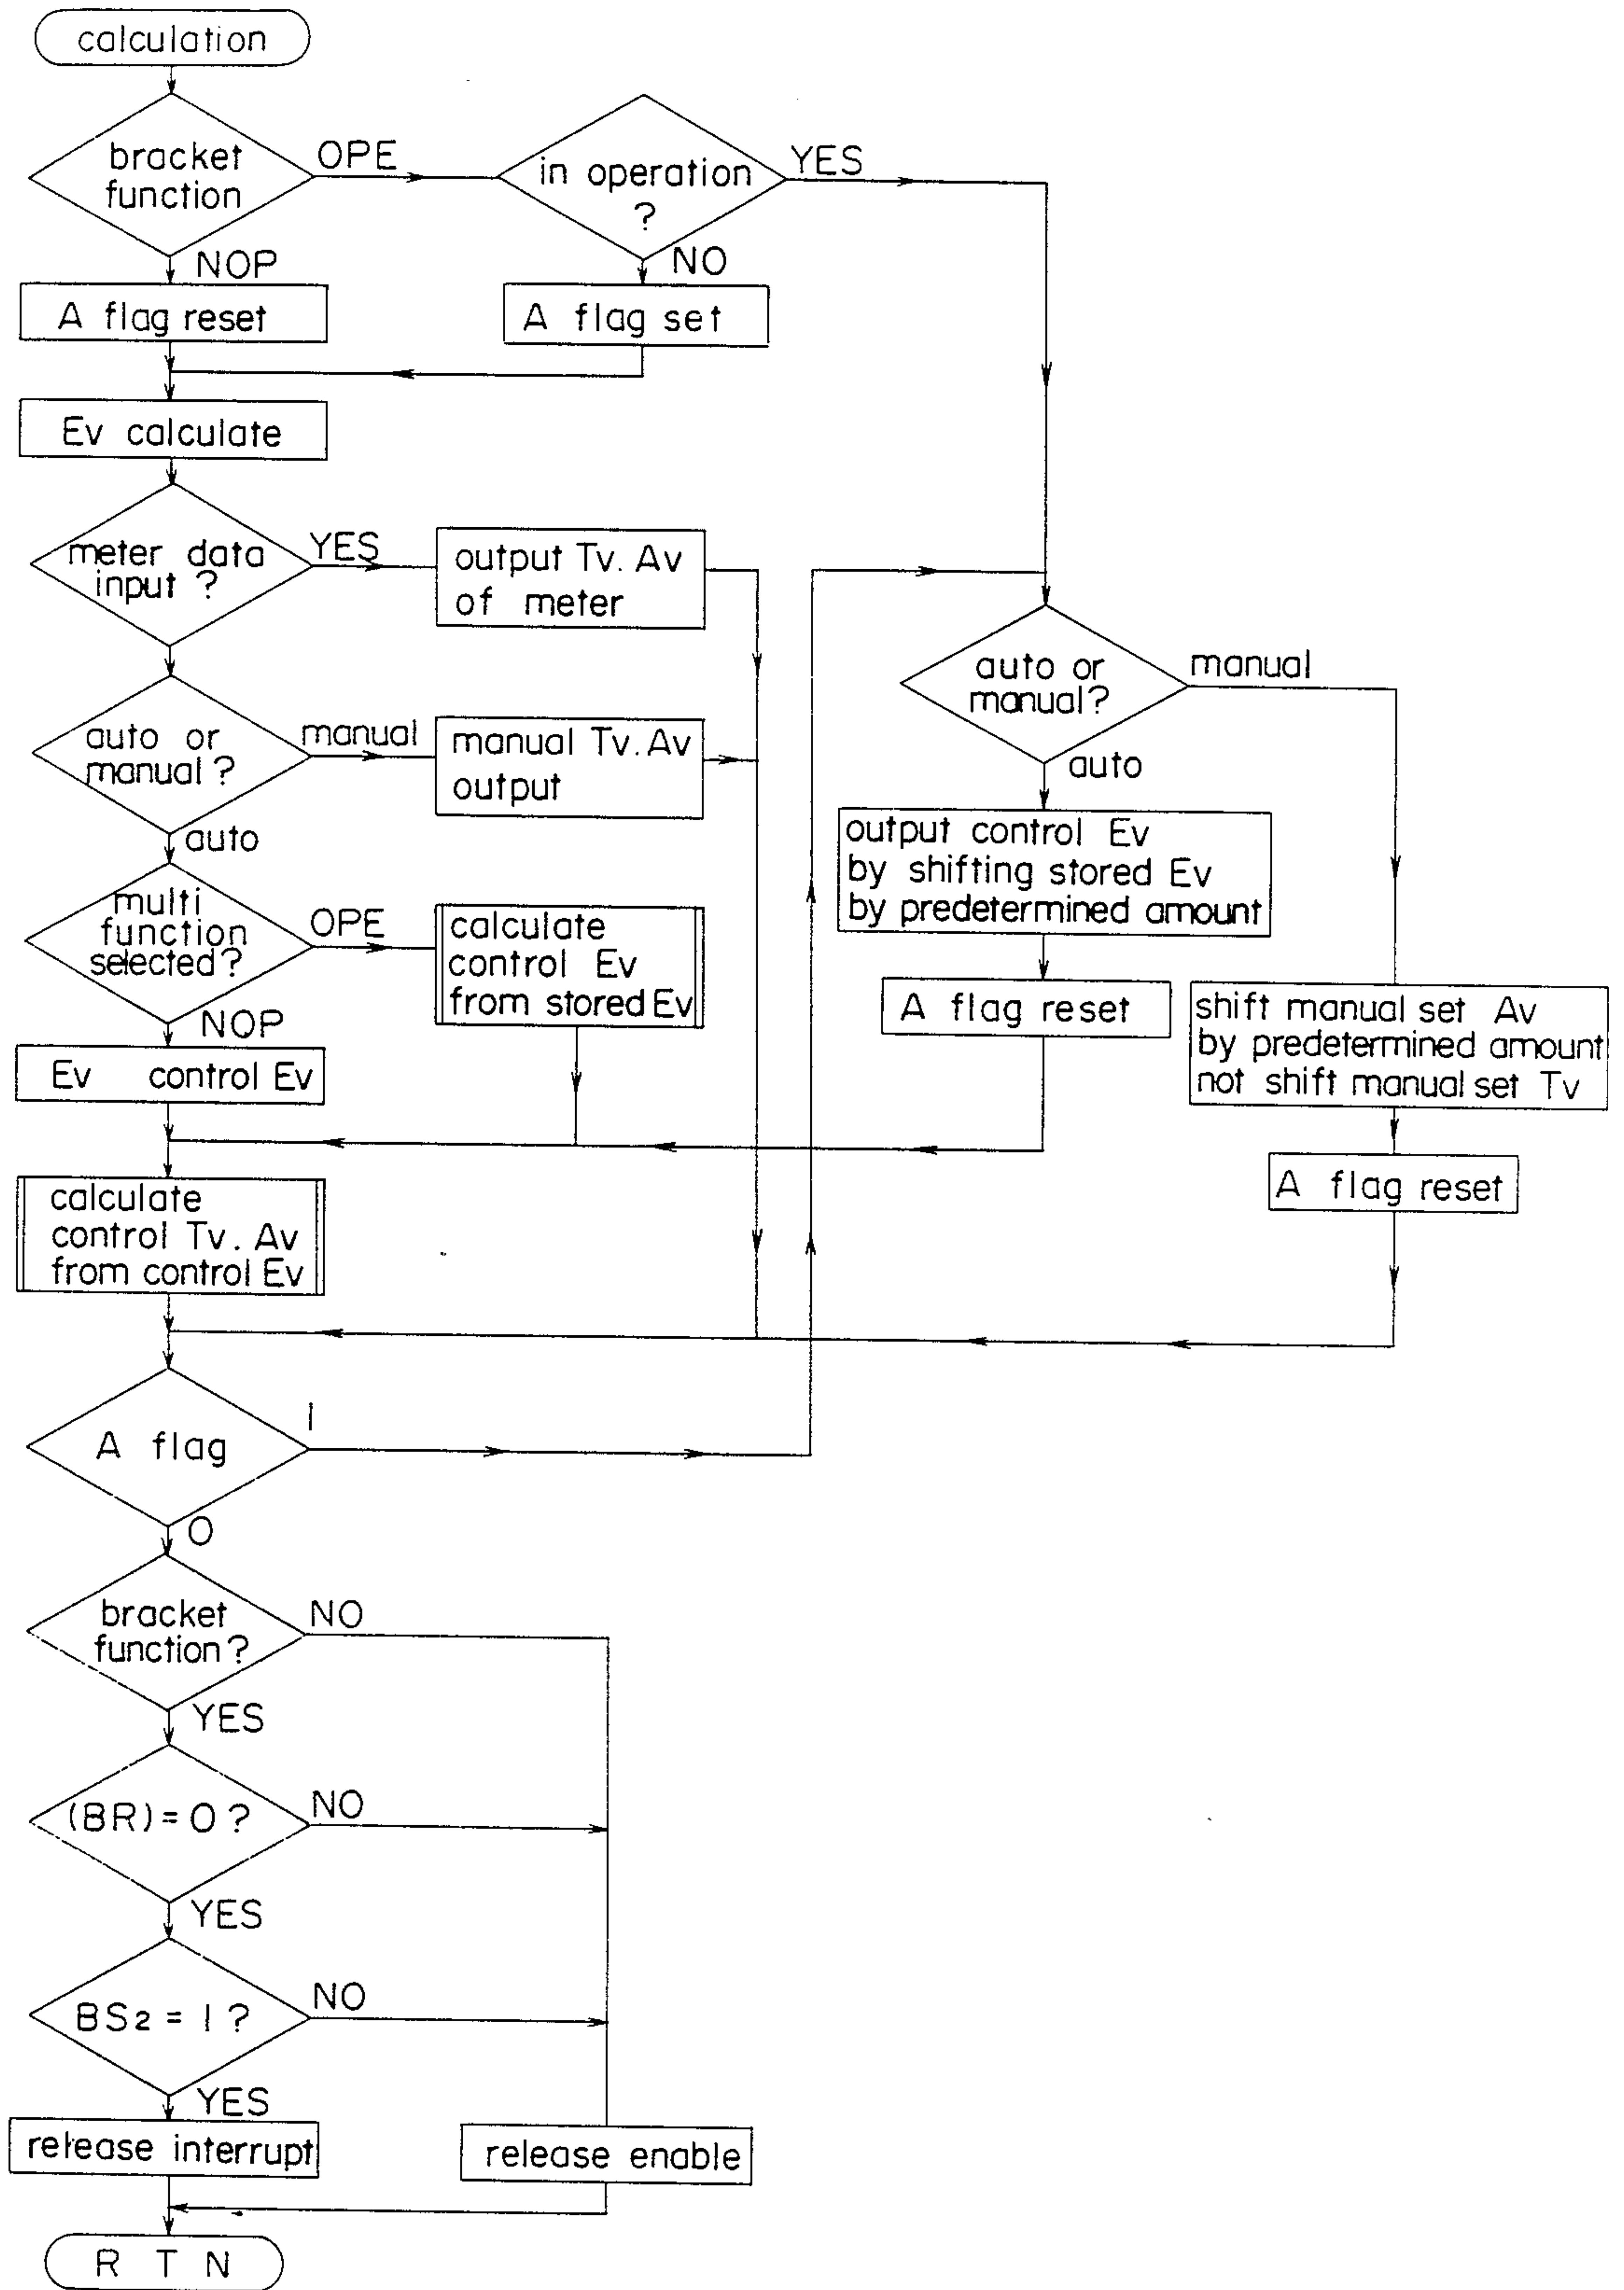 calculation
bracket
function
OPE
in operation
?
YES
NOP
NO
A flag reset
A flag set
Ev calculate
meter data
input ?
YES
output Tv. Av
of meter
auto or
manual ?
manual
manual Tv. Av
output
auto
auto or
manual?
manual
auto
multi
function
selected?
OPE
calculate
control Ev
from stored Ev
output control Ev
by shifting stored Ev
by predetermined amount
NOP
A flag reset
shift manual set Av
by predetermined amount
not shift manual set Tv
Ev control Ev
A flag reset
calculate
control Tv. Av
from control Ev
A flag
1
0
bracket
function?
NO
YES
(BR)=0 ?
NO
YES
BS2 = 1 ?
NO
YES
release interrupt
release enable
R T N